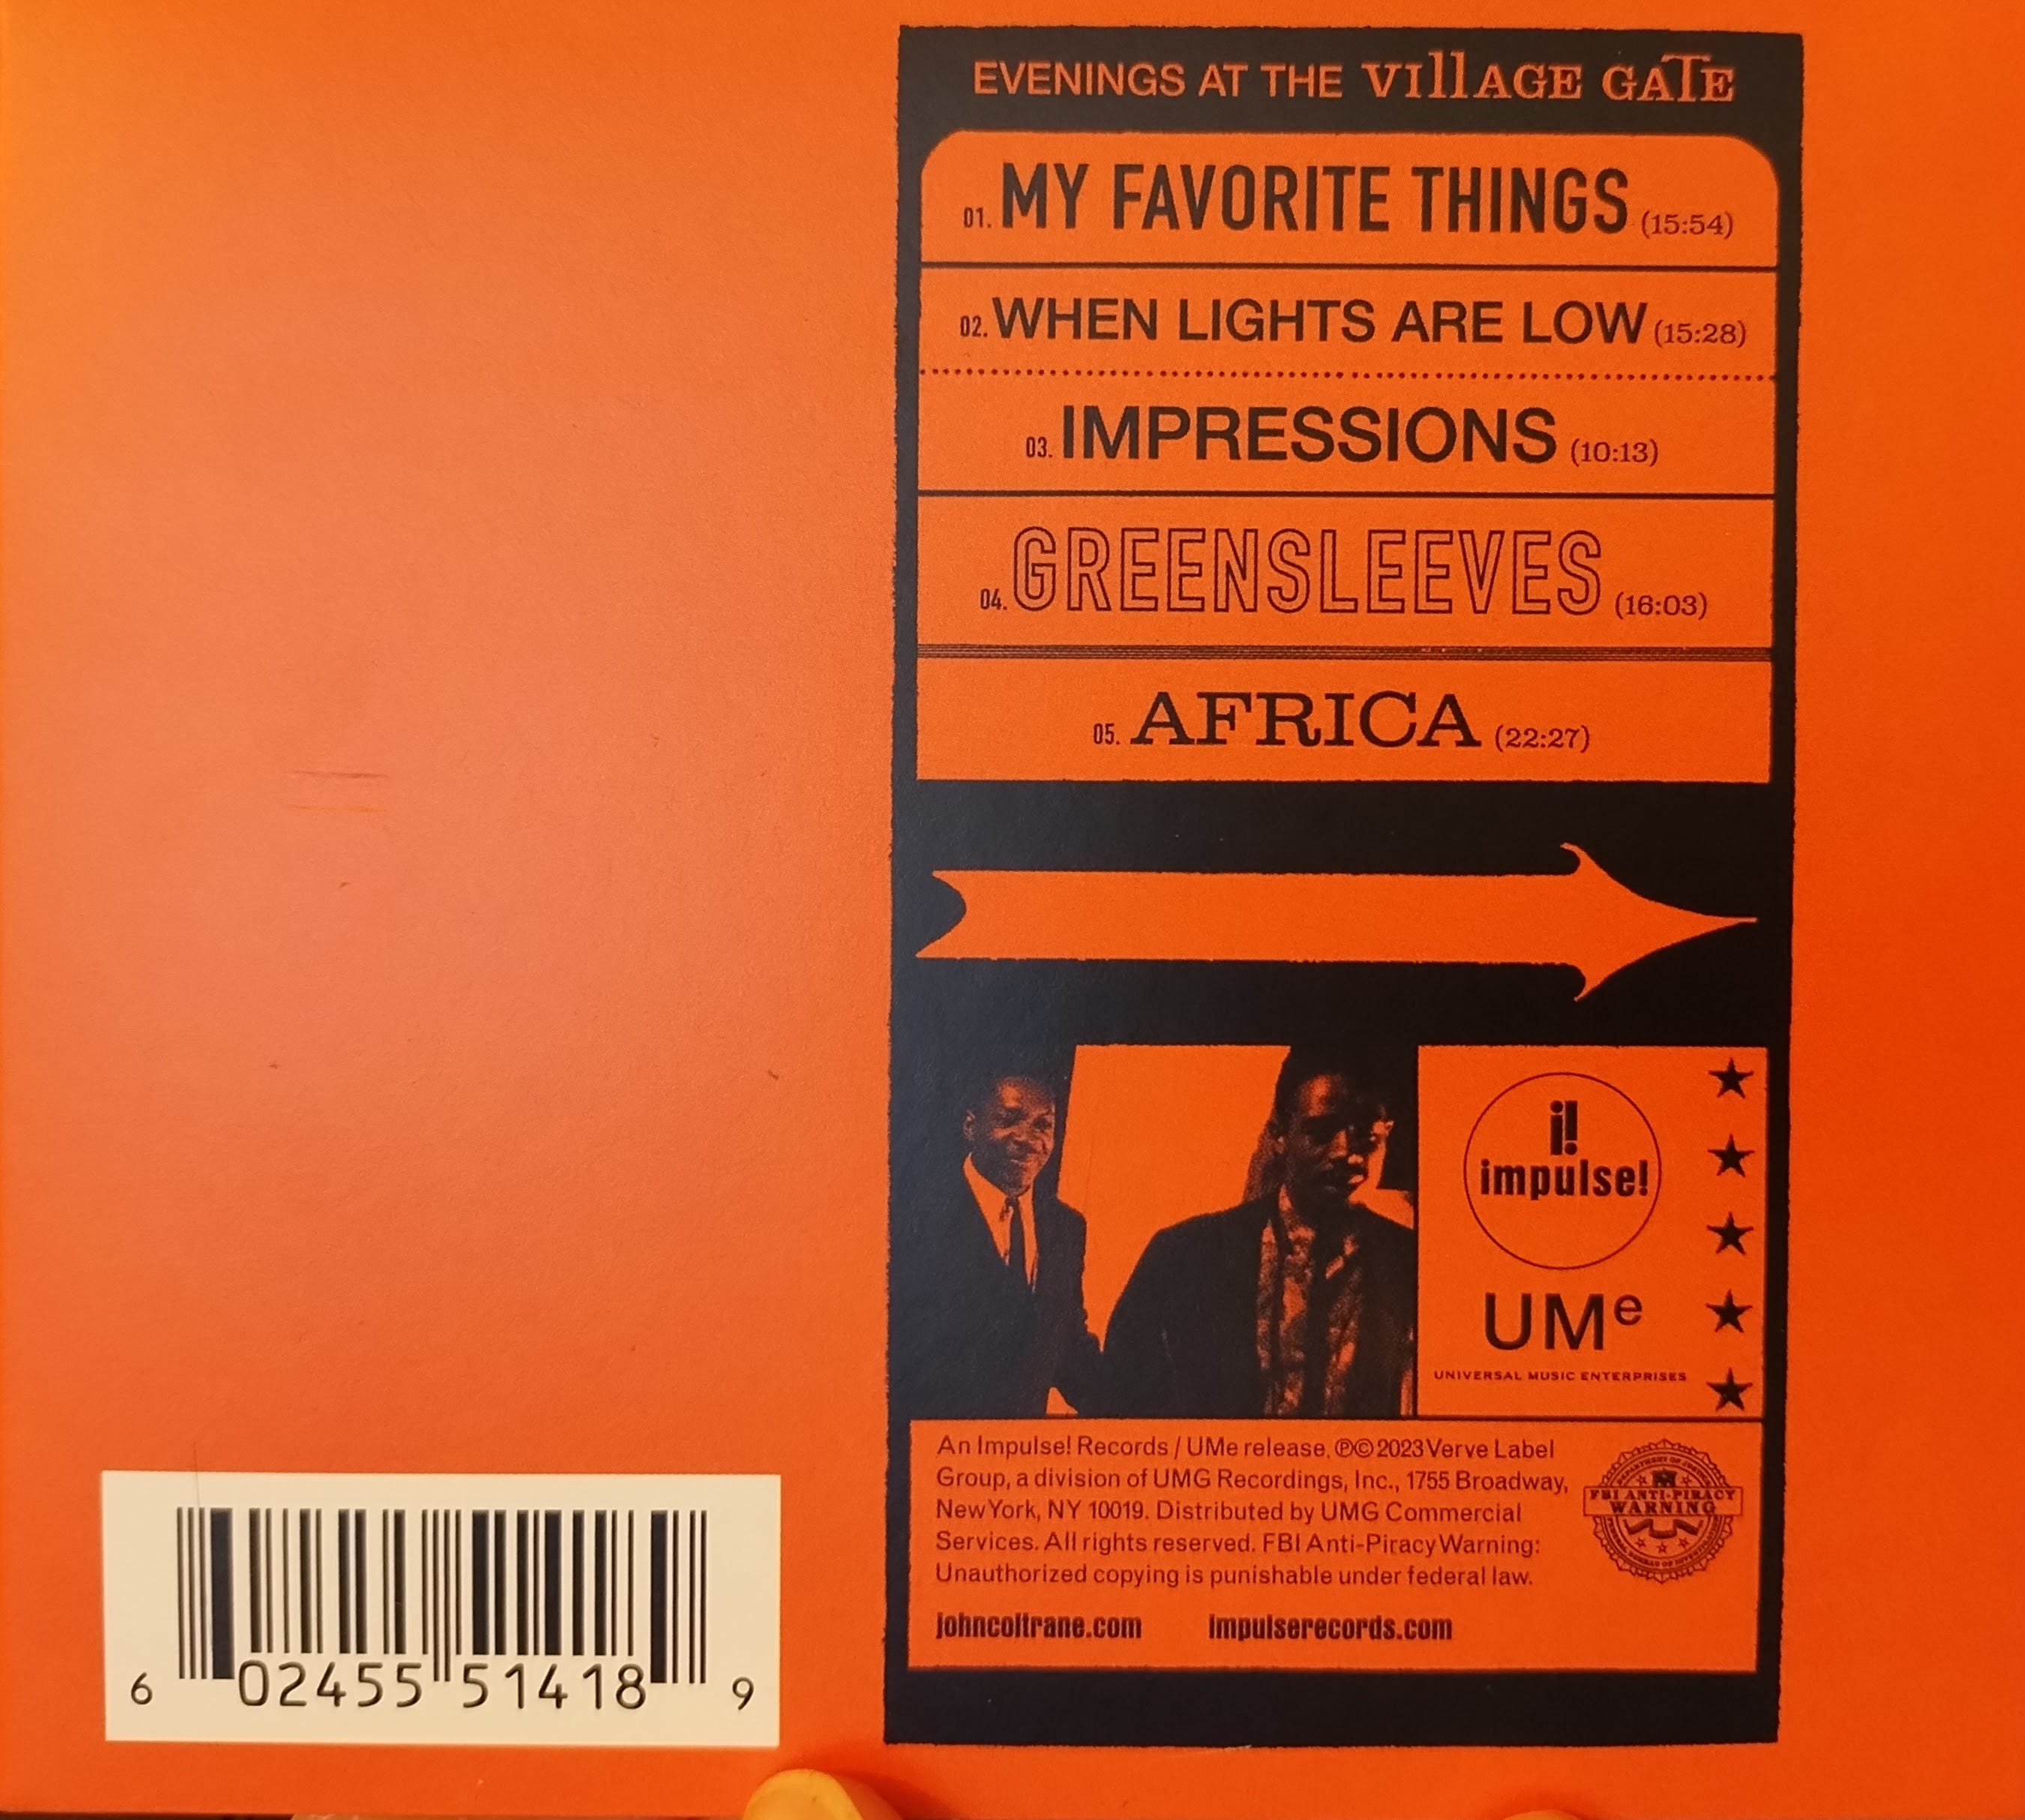 EVENINGS AT THE VIllAGE GATE
01. MY FAVORITE THINGS (15:54)
02. WHEN LIGHTS ARE LOW (15:28)
03. IMPRESSIONS (10:13)
04. GREENSLEEVES (16:03)
05. AFRICA (22:27)
i!
impulse!
UMe
UNIVERSAL MUSIC ENTERPRISES
An Impulse! Records / UMe release. ℗© 2023 Verve Label
Group, a division of UMG Recordings, Inc., 1755 Broadway,
New York, NY 10019. Distributed by UMG Commercial
Services. All rights reserved. FBI Anti-Piracy Warning:
Unauthorized copying is punishable under federal law.
FBI ANTI-PIRACY
WARNING
johncoltrane.com impulserecords.com
6 02455 51418 9